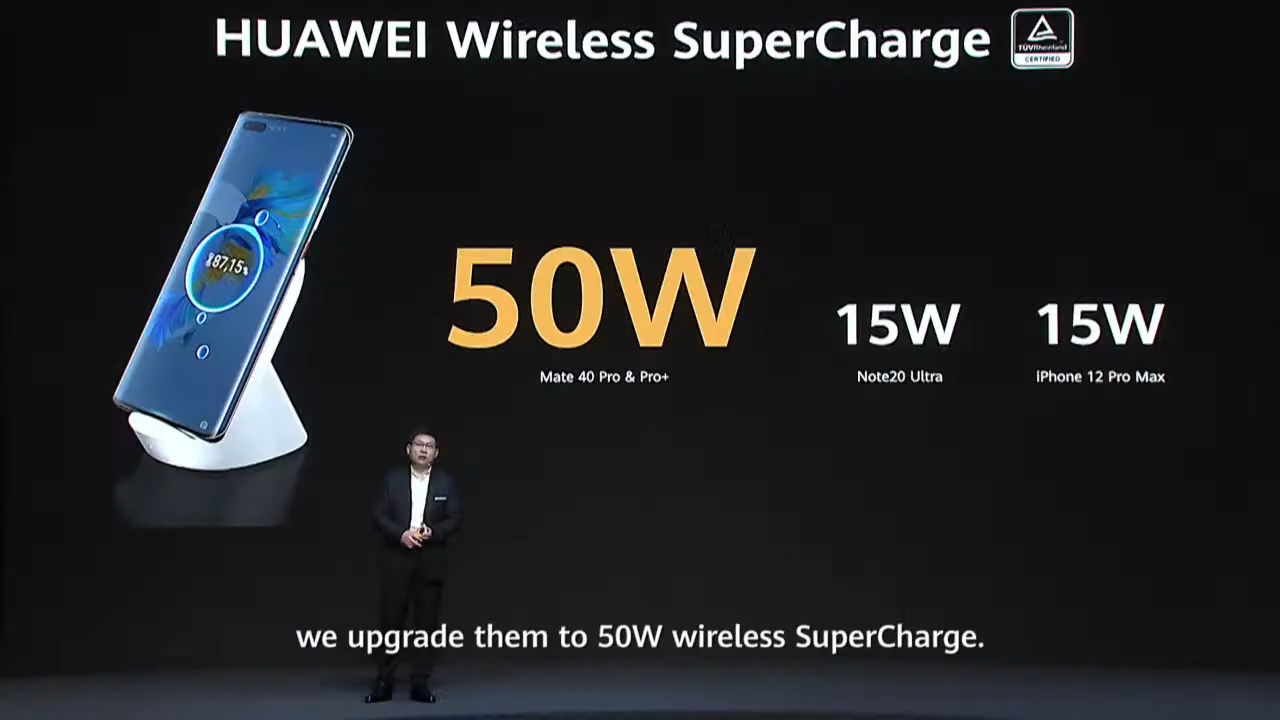 HUAWEI Wireless SuperCharge
TÜVRheinland
CERTIFIED
87,15%
50W
15W
15W
Mate 40 Pro & Pro+
Note20 Ultra
iPhone 12 Pro Max
we upgrade them to 50W wireless SuperCharge.